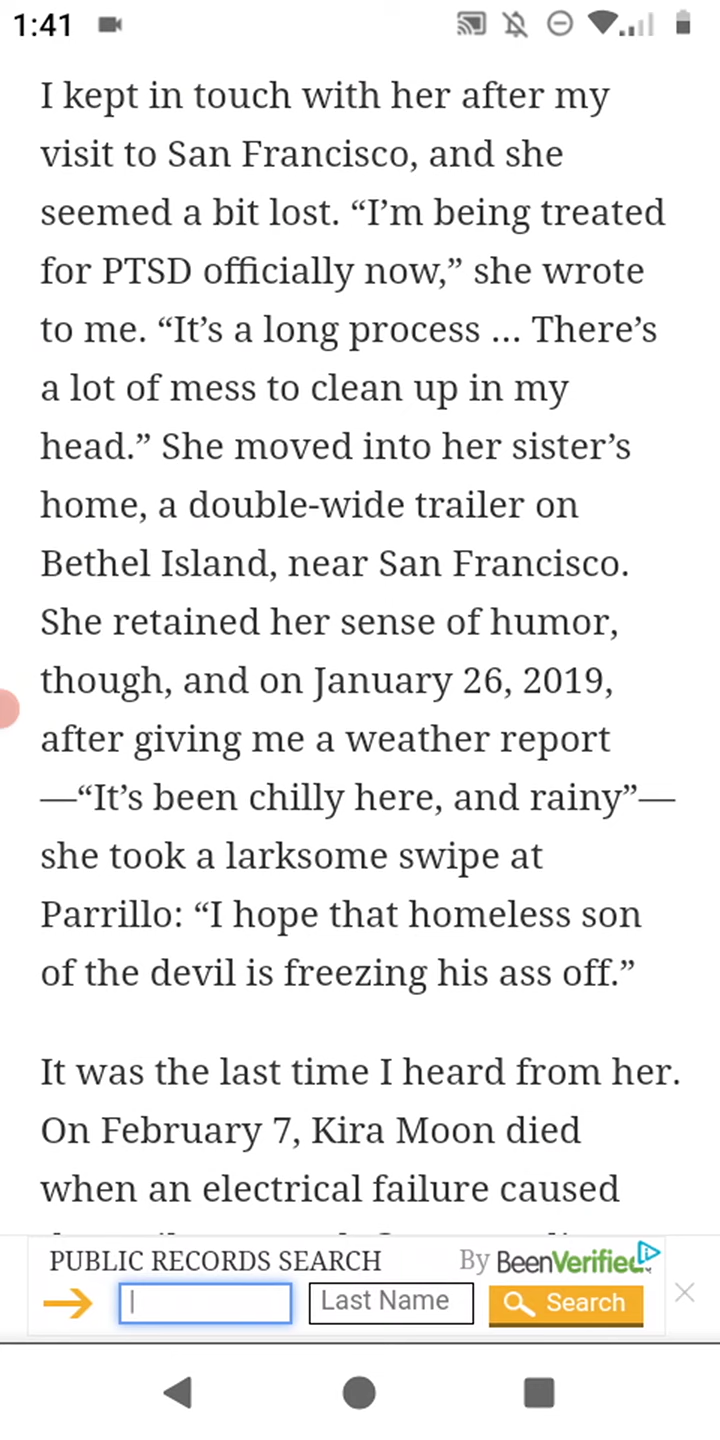 1:41
I kept in touch with her after my
visit to San Francisco, and she
seemed a bit lost. “I’m being treated
for PTSD officially now,” she wrote
to me. “It’s a long process ... There’s
a lot of mess to clean up in my
head.” She moved into her sister’s
home, a double-wide trailer on
Bethel Island, near San Francisco.
She retained her sense of humor,
though, and on January 26, 2019,
after giving me a weather report
—“It’s been chilly here, and rainy”—
she took a larksome swipe at
Parrillo: “I hope that homeless son
of the devil is freezing his ass off.”
It was the last time I heard from her.
On February 7, Kira Moon died
when an electrical failure caused
PUBLIC RECORDS SEARCH By BeenVerified
Last Name Search